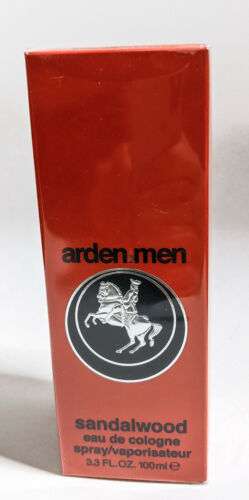 arden men
sandalwood
eau de cologne
spray/vaporisateur
3.3 FL.OZ. 100ml ℮